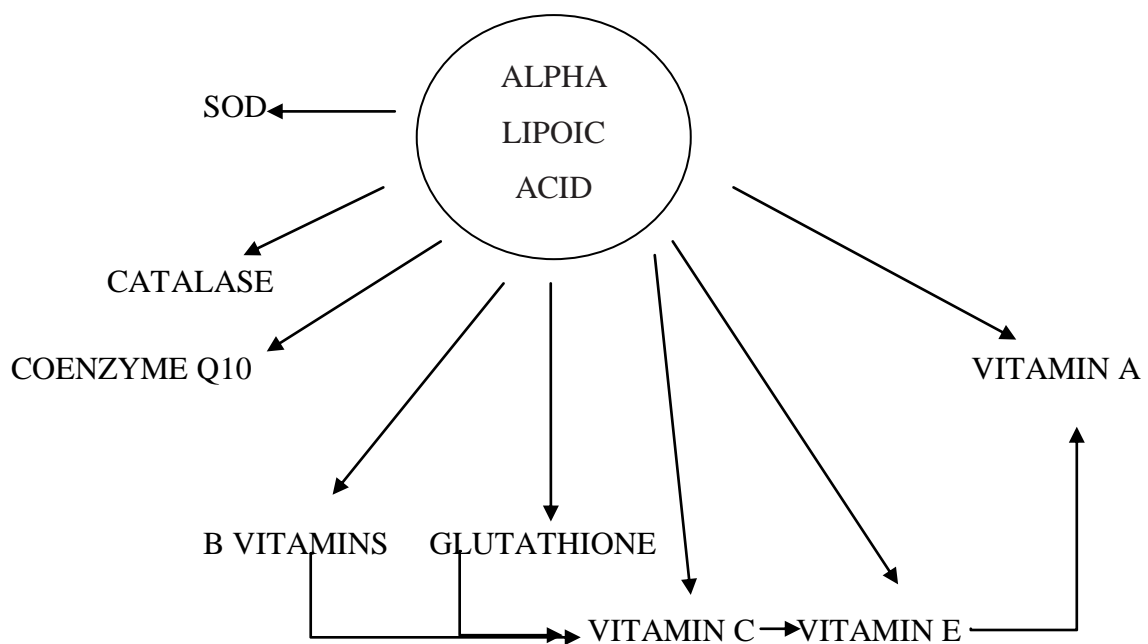 ALPHA
LIPOIC
ACID
SOD
CATALASE
COENZYME Q10
VITAMIN A
B VITAMINS
GLUTATHIONE
VITAMIN C
VITAMIN E